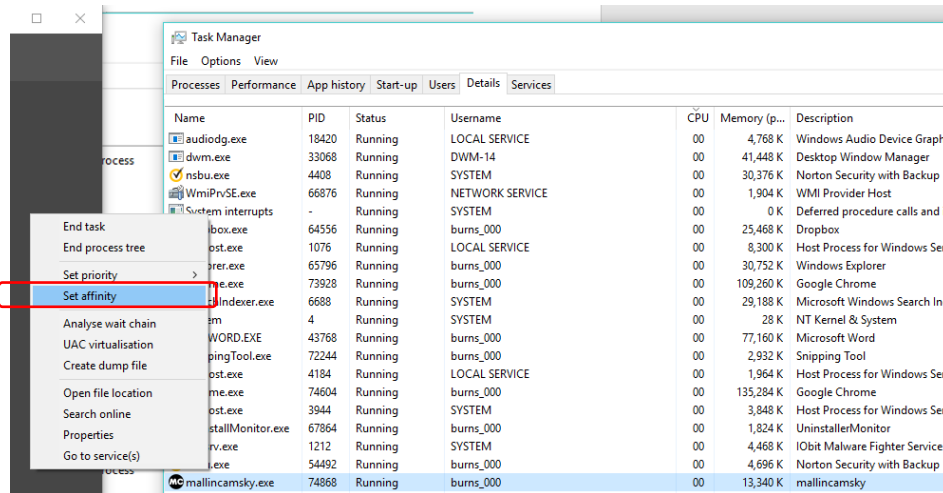 Task Manager
File Options View
Processes Performance App history Start-up Users Details Services
Name PID Status Username CPU Memory (p... Description
audiodg.exe 18420 Running LOCAL SERVICE 00 4,768 K Windows Audio Device Graph
rocess dwm.exe 33068 Running DWM-14 00 41,448 K Desktop Window Manager
nsbu.exe 4408 Running SYSTEM 00 30,376 K Norton Security with Backup
WmiPrvSE.exe 66876 Running NETWORK SERVICE 00 1,904 K WMI Provider Host
System interrupts - Running SYSTEM 00 0 K Deferred procedure calls and
box.exe 64556 Running burns_000 00 25,468 K Dropbox
ost.exe 1076 Running LOCAL SERVICE 00 8,300 K Host Process for Windows Se
orer.exe 65796 Running burns_000 00 30,752 K Windows Explorer
me.exe 73928 Running burns_000 00 109,260 K Google Chrome
hIndexer.exe 6688 Running SYSTEM 00 29,188 K Microsoft Windows Search In
em 4 Running SYSTEM 00 28 K NT Kernel & System
WORD.EXE 43768 Running burns_000 00 77,160 K Microsoft Word
pingTool.exe 72244 Running burns_000 00 2,932 K Snipping Tool
ost.exe 4184 Running LOCAL SERVICE 00 1,964 K Host Process for Windows Se
me.exe 74604 Running burns_000 00 135,284 K Google Chrome
ost.exe 3944 Running SYSTEM 00 3,848 K Host Process for Windows Se
stallMonitor.exe 67864 Running burns_000 00 1,824 K UninstallerMonitor
rv.exe 1212 Running SYSTEM 00 4,468 K IObit Malware Fighter Service
.exe 54492 Running burns_000 00 4,696 K Norton Security with Backup
mallincamsky.exe 74868 Running burns_000 00 13,340 K mallincamsky
End task
End process tree
Set priority
Set affinity
Analyse wait chain
UAC virtualisation
Create dump file
Open file location
Search online
Properties
Go to service(s)